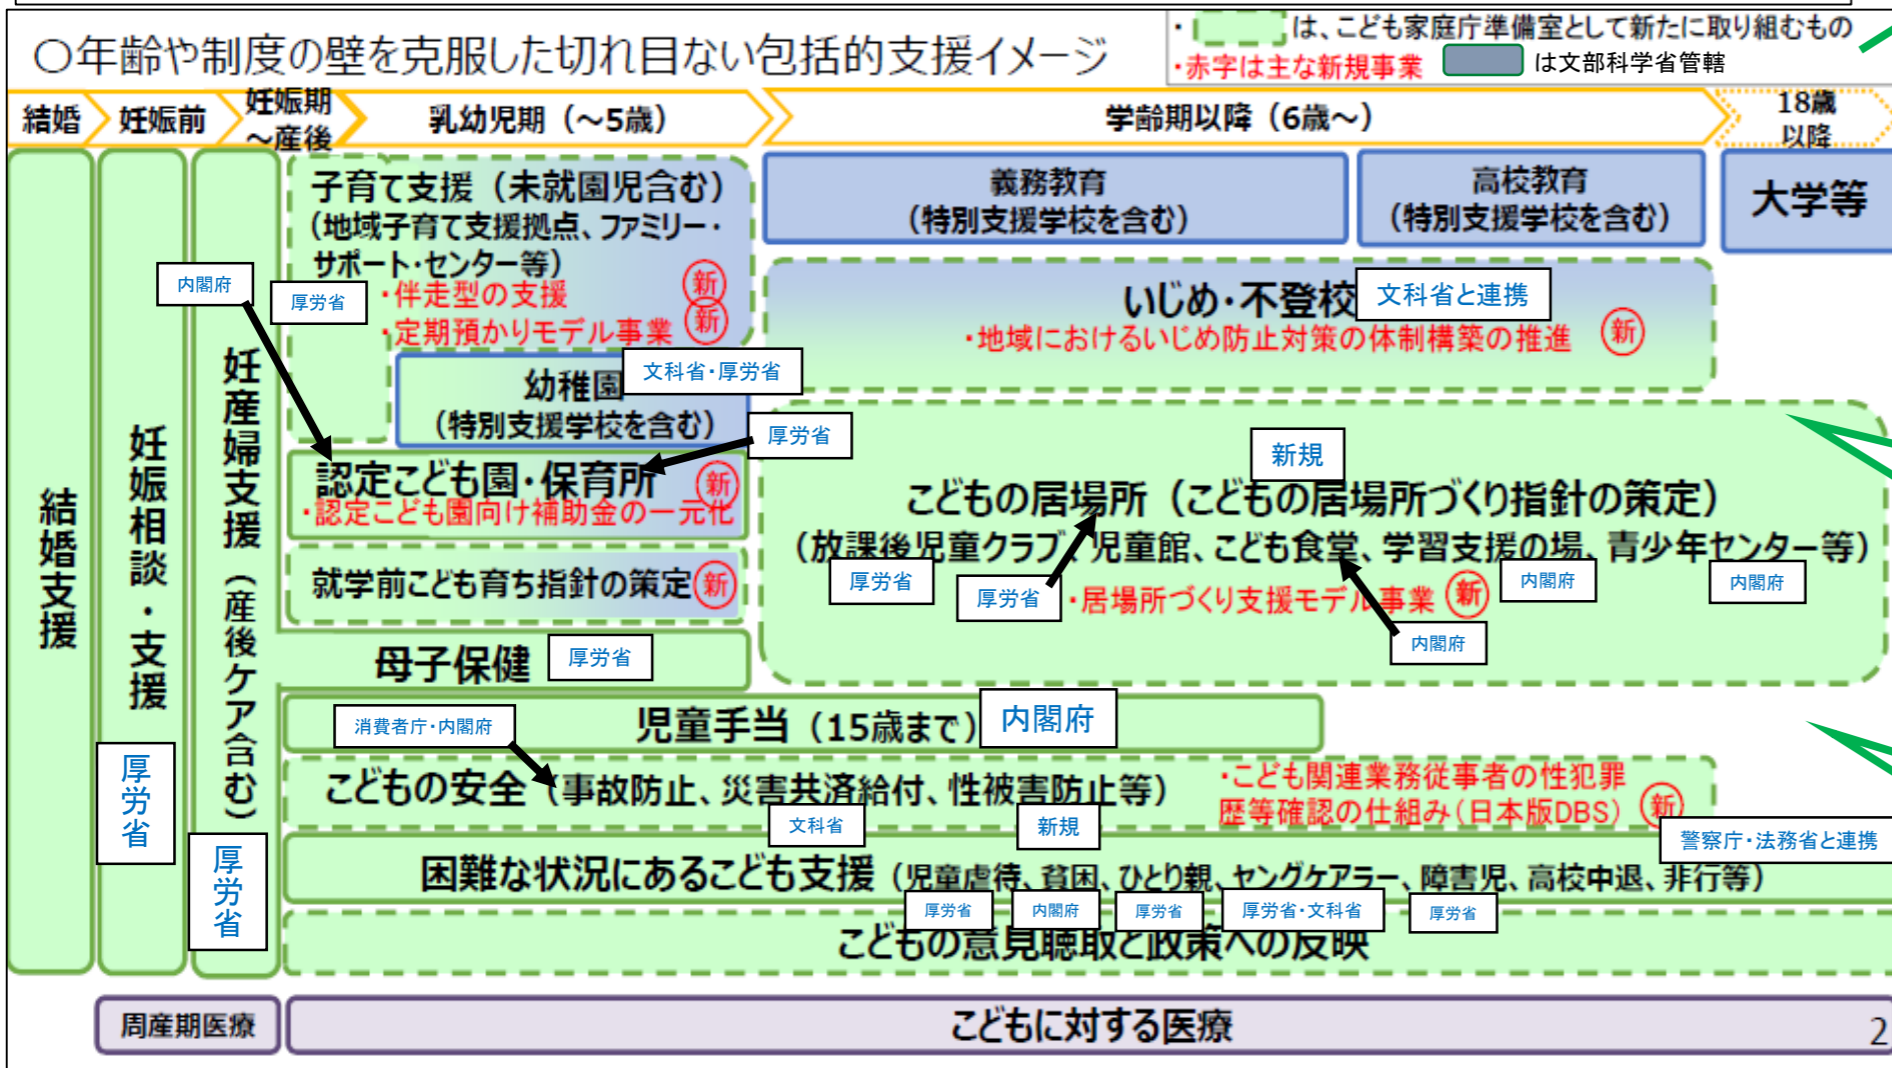 〇年齢や制度の壁を克服した切れ目ない包括的支援イメージ
・　　　は、こども家庭庁準備室として新たに取り組むもの
・赤字は主な新規事業　　　は文部科学省管轄
結婚
妊娠前
妊娠期
～産後
乳幼児期（～5歳）
学齢期以降（6歳～）
18歳
以降
結婚支援
妊娠相談・支援
厚労省
妊産婦支援（産後ケア含む）
厚労省
子育て支援（未就園児含む）
（地域子育て支援拠点、ファミリー・
サポート・センター等）
内閣府
厚労省
・伴走型の支援　新
・定期預かりモデル事業　新
幼稚園
（特別支援学校を含む）
文科省・厚労省
厚労省
認定こども園・保育所　新
・認定こども園向け補助金の一元化
就学前こども育ち指針の策定　新
母子保健
厚労省
義務教育
（特別支援学校を含む）
高校教育
（特別支援学校を含む）
大学等
いじめ・不登校
文科省と連携
・地域におけるいじめ防止対策の体制構築の推進　新
新規
こどもの居場所（こどもの居場所づくり指針の策定）
（放課後児童クラブ、児童館、こども食堂、学習支援の場、青少年センター等）
厚労省
厚労省
・居場所づくり支援モデル事業　新
内閣府
内閣府
内閣府
児童手当（15歳まで）
内閣府
消費者庁・内閣府
こどもの安全（事故防止、災害共済給付、性被害防止等）
文科省
新規
・こども関連業務従事者の性犯罪
歴等確認の仕組み（日本版DBS）　新
警察庁・法務省と連携
困難な状況にあるこども支援（児童虐待、貧困、ひとり親、ヤングケアラー、障害児、高校中退、非行等）
厚労省
内閣府
厚労省
厚労省・文科省
厚労省
こどもの意見聴取と政策への反映
周産期医療
こどもに対する医療
2